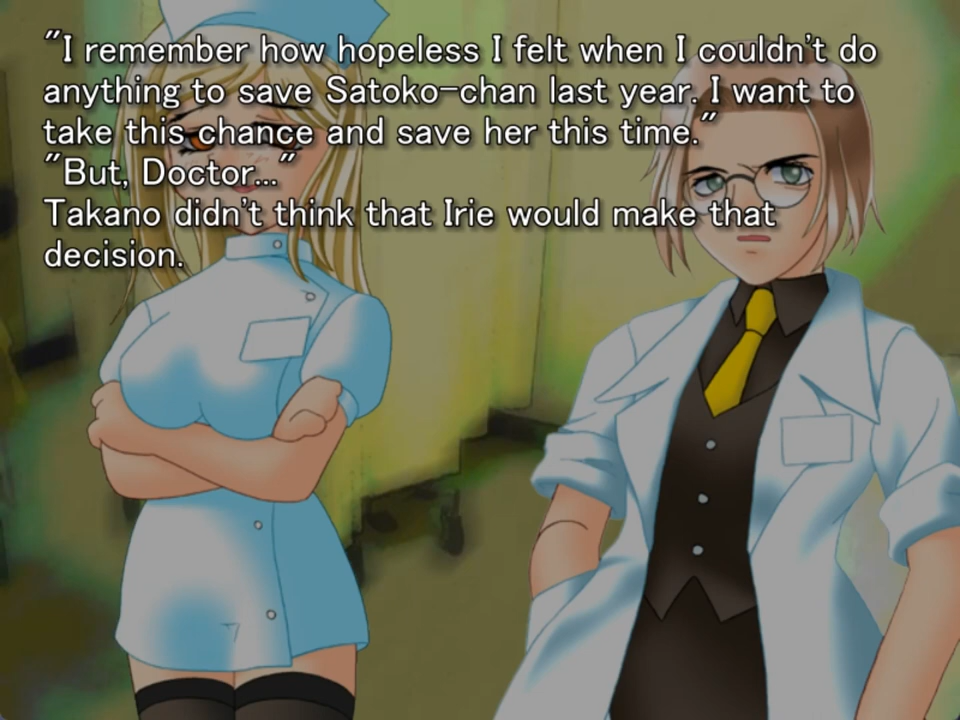 "I remember how hopeless I felt when I couldn't do
anything to save Satoko-chan last year. I want to
take this chance and save her this time."
"But, Doctor..."
Takano didn't think that Irie would make that
decision.